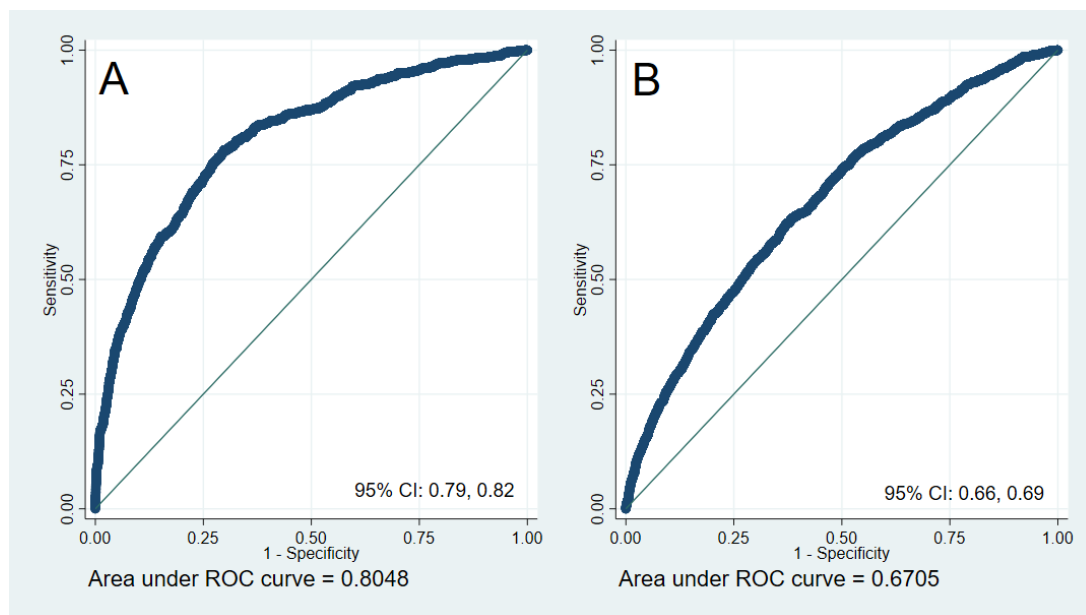 A
1.00
0.75
0.50
0.25
0.00
Sensitivity
95% CI: 0.79, 0.82
0.00 0.25 0.50 0.75 1.00
1 - Specificity
Area under ROC curve = 0.8048
B
1.00
0.75
0.50
0.25
0.00
Sensitivity
95% CI: 0.66, 0.69
0.00 0.25 0.50 0.75 1.00
1 - Specificity
Area under ROC curve = 0.6705